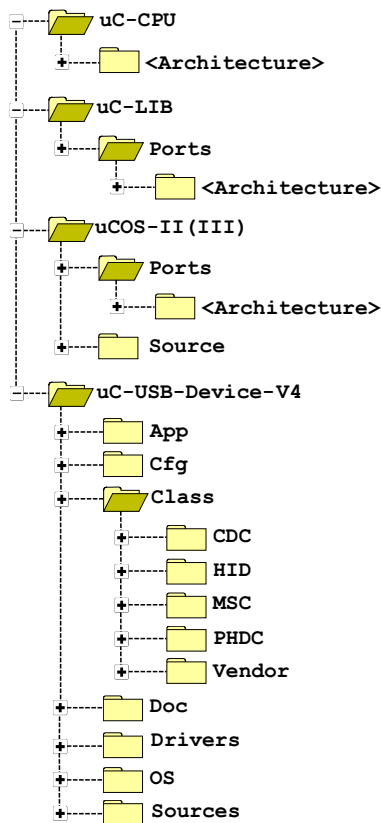 uC-CPU
<Architecture>
uC-LIB
Ports
<Architecture>
uCOS-II(III)
Ports
<Architecture>
Source
uC-USB-Device-V4
App
Cfg
Class
CDC
HID
MSC
PHDC
Vendor
Doc
Drivers
OS
Sources